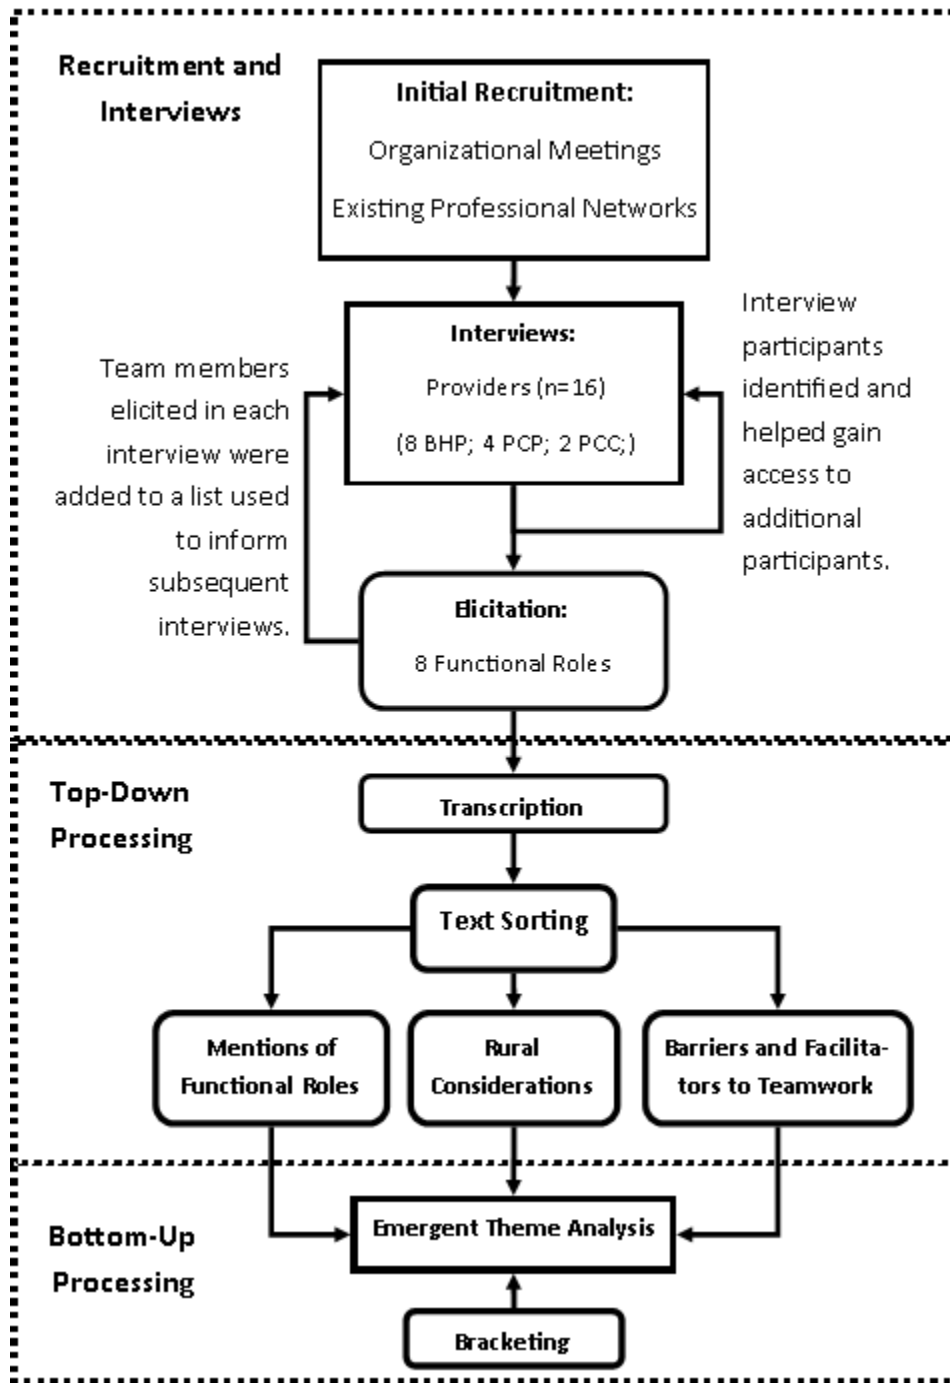 Recruitment and
Interviews
Initial Recruitment:
Organizational Meetings
Existing Professional Networks
Interviews:
Providers (n=16)
(8 BHP; 4 PCP; 2 PCC;)
Team members
elicited in each
interview were
added to a list used
to inform
subsequent
interviews.
Interview
participants
identified and
helped gain
access to
additional
participants.
Elicitation:
8 Functional Roles
Top-Down
Processing
Transcription
Text Sorting
Mentions of
Functional Roles
Rural
Considerations
Barriers and Facilita-
tors to Teamwork
Bottom-Up
Processing
Emergent Theme Analysis
Bracketing